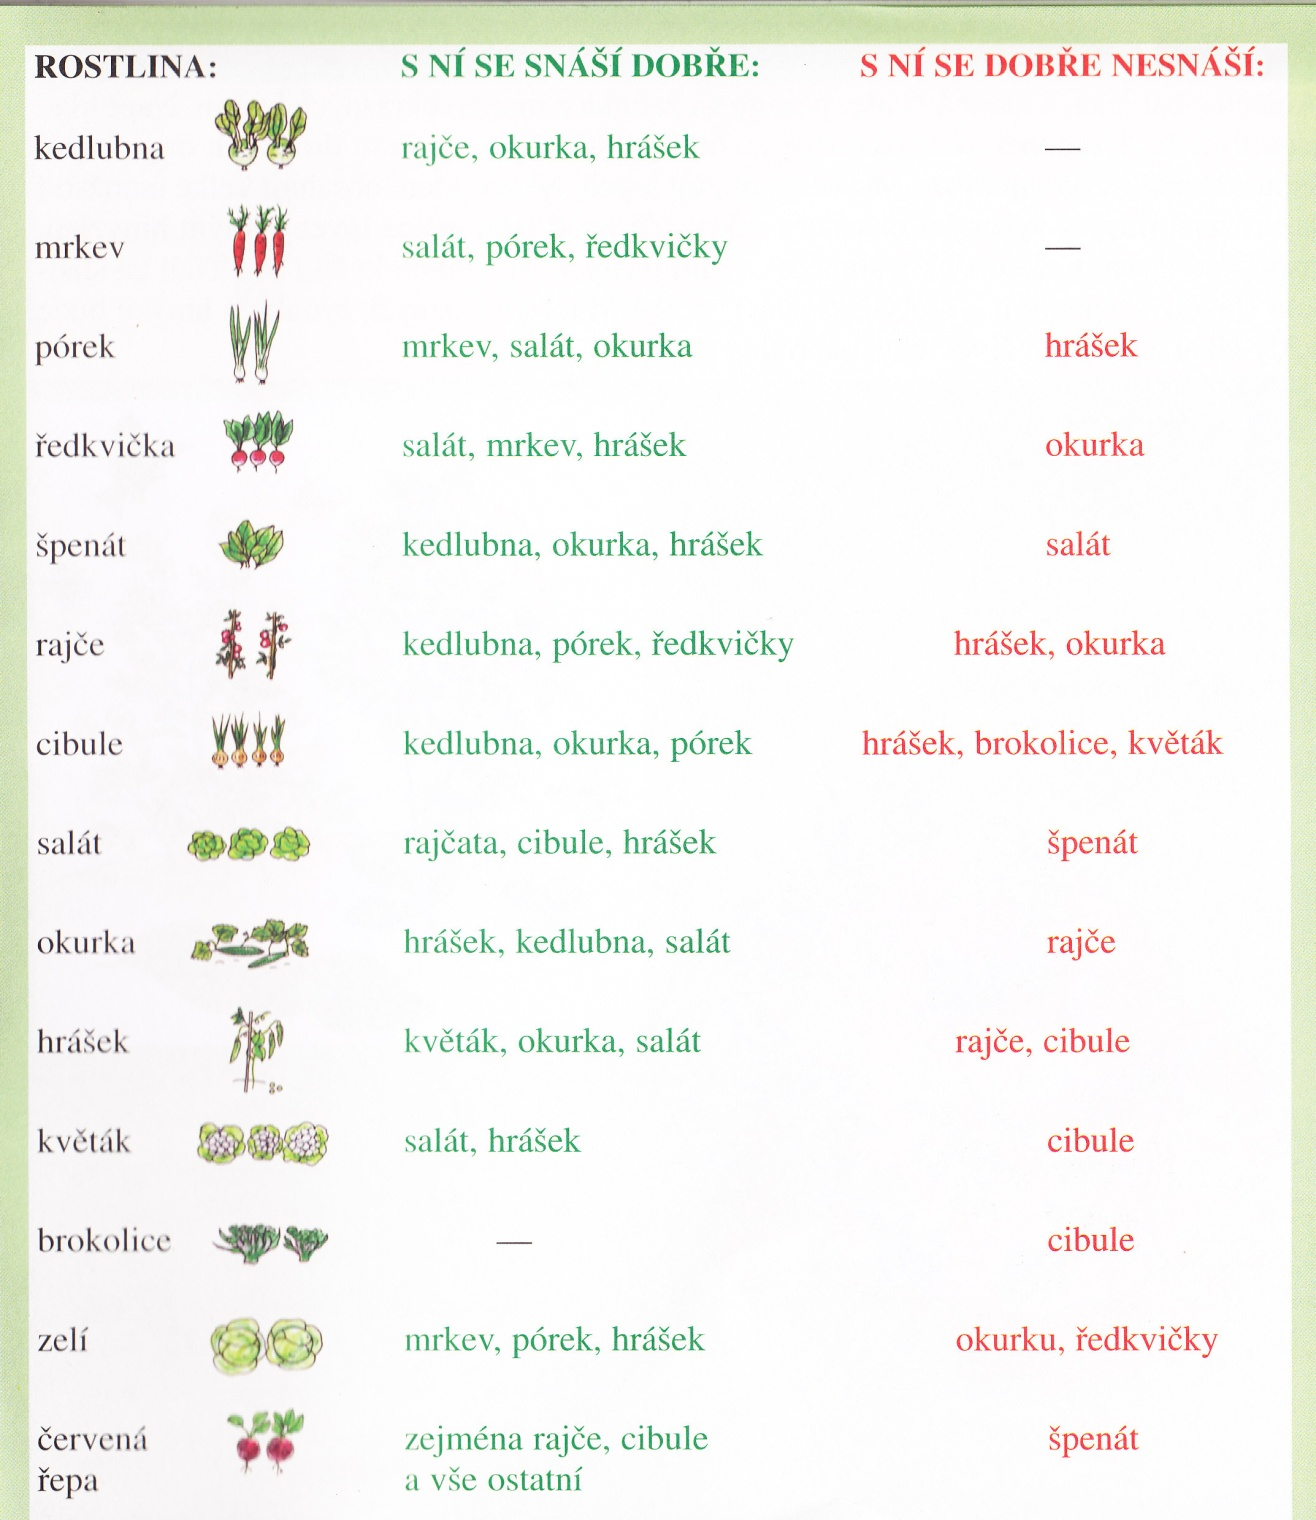 ROSTLINA: S NÍ SE SNÁŠÍ DOBŘE: S NÍ SE DOBŘE NESNÁŠÍ:
kedlubna rajče, okurka, hrášek —
mrkev salát, pórek, ředkvičky —
pórek mrkev, salát, okurka hrášek
ředkvička salát, mrkev, hrášek okurka
špenát kedlubna, okurka, hrášek salát
rajče kedlubna, pórek, ředkvičky hrášek, okurka
cibule kedlubna, okurka, pórek hrášek, brokolice, květák
salát rajčata, cibule, hrášek špenát
okurka hrášek, kedlubna, salát rajče
hrášek květák, okurka, salát rajče, cibule
květák salát, hrášek cibule
brokolice — cibule
zelí mrkev, pórek, hrášek okurku, ředkvičky
červená zejména rajče, cibule špenát
řepa a vše ostatní